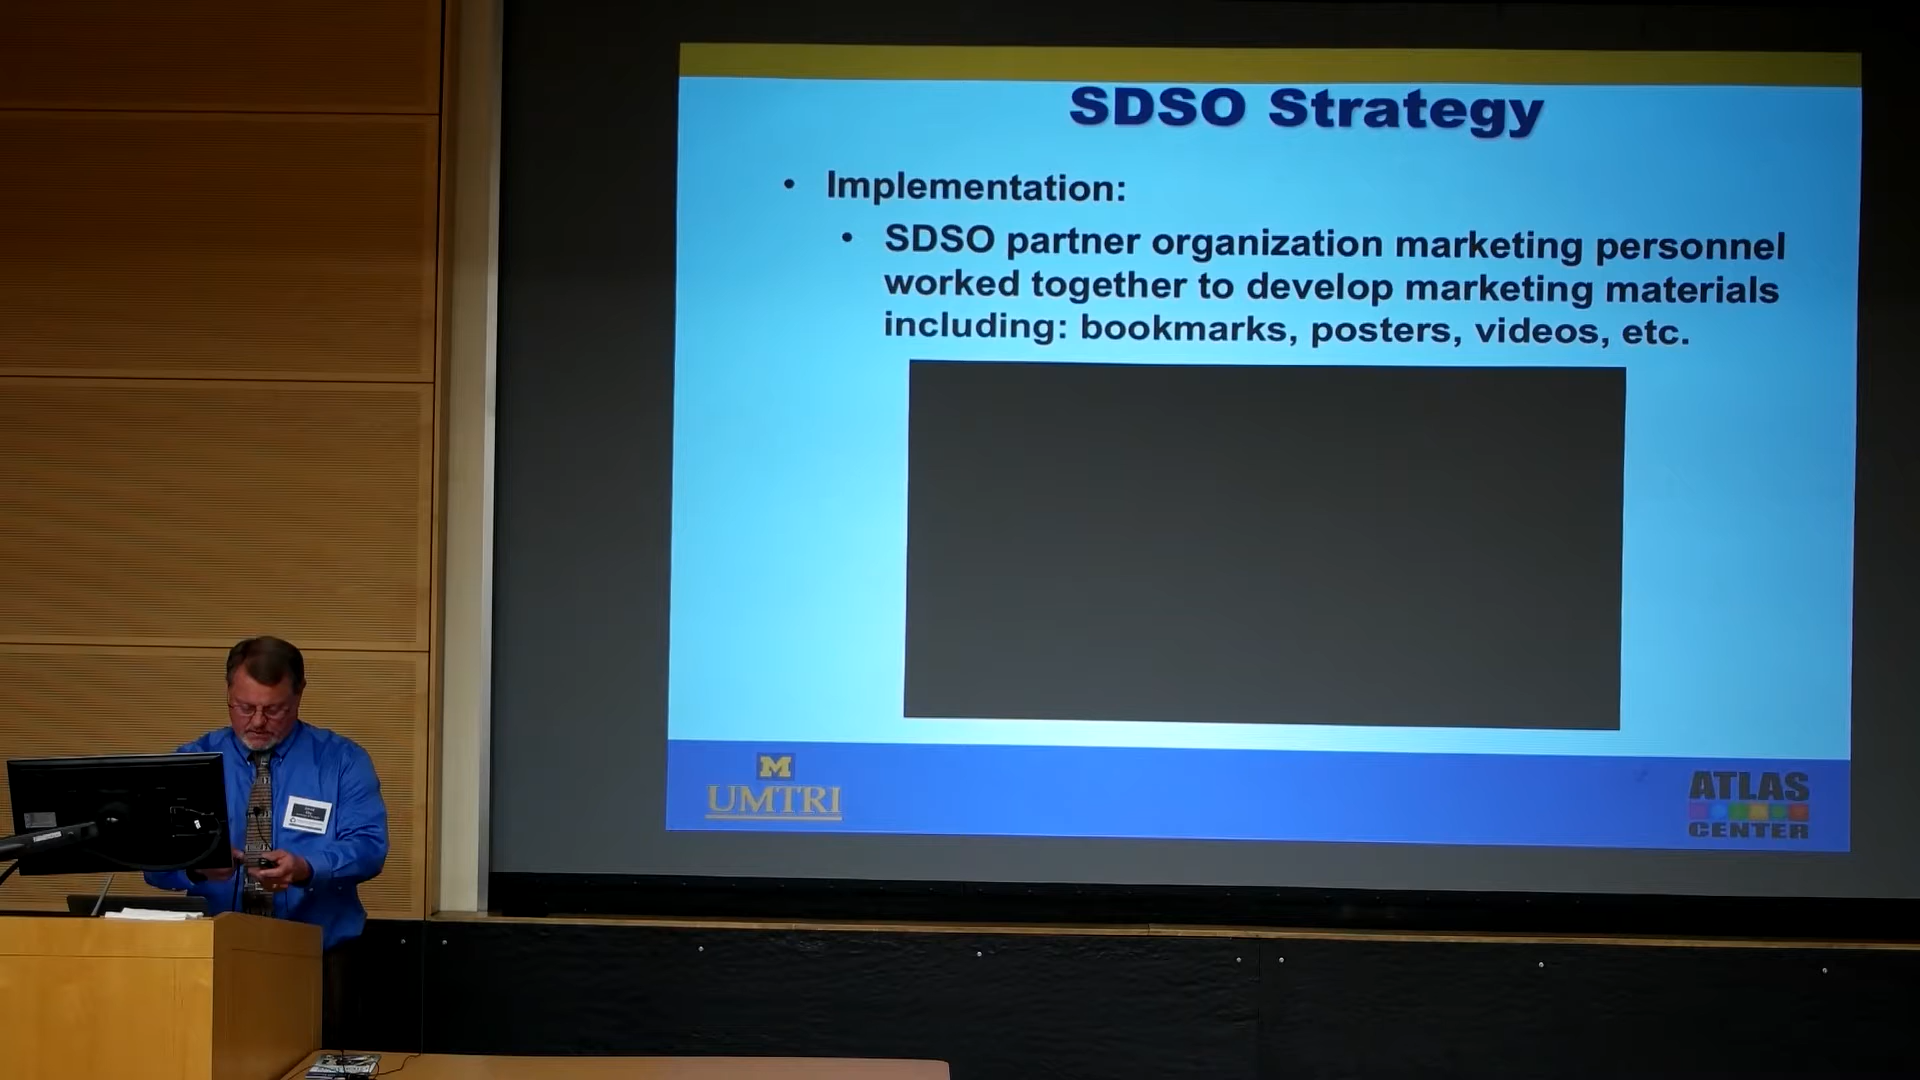 SDSO Strategy
• Implementation:
• SDSO partner organization marketing personnel
worked together to develop marketing materials
including: bookmarks, posters, videos, etc.
M
UMTRI
ATLAS
CENTER